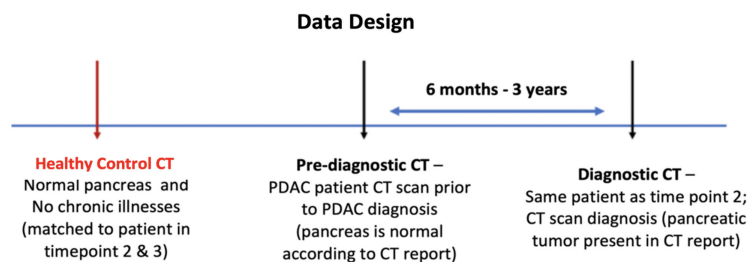 Data Design
6 months - 3 years
Healthy Control CT
Normal pancreas and
No chronic illnesses
(matched to patient in
timepoint 2 & 3)
Pre-diagnostic CT –
PDAC patient CT scan prior
to PDAC diagnosis
(pancreas is normal
according to CT report)
Diagnostic CT –
Same patient as time point 2;
CT scan diagnosis (pancreatic
tumor present in CT report)